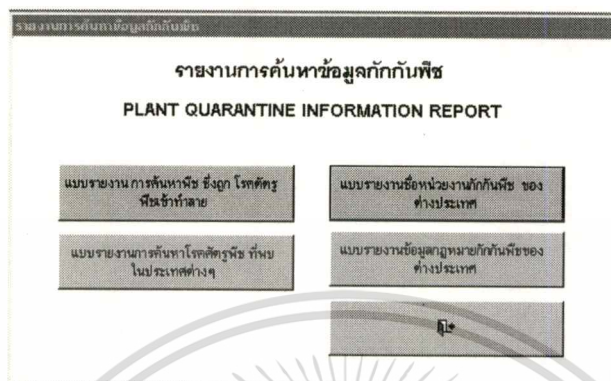 รายงานการค้นหาข้อมูลกักกันพืช
รายงานการค้นหาข้อมูลกักกันพืช
PLANT QUARANTINE INFORMATION REPORT
แบบรายงาน การค้นหาพืช ซึ่งถูก โรคศัตรู
พืชเข้าทำลาย
แบบรายงานชื่อหน่วยงานกักกันพืช ของ
ต่างประเทศ
แบบรายงานการค้นหาโรคศัตรูพืช ที่พบ
ในประเทศต่างๆ
แบบรายงานข้อมูลกฎหมายกักกันพืชของ
ต่างประเทศ